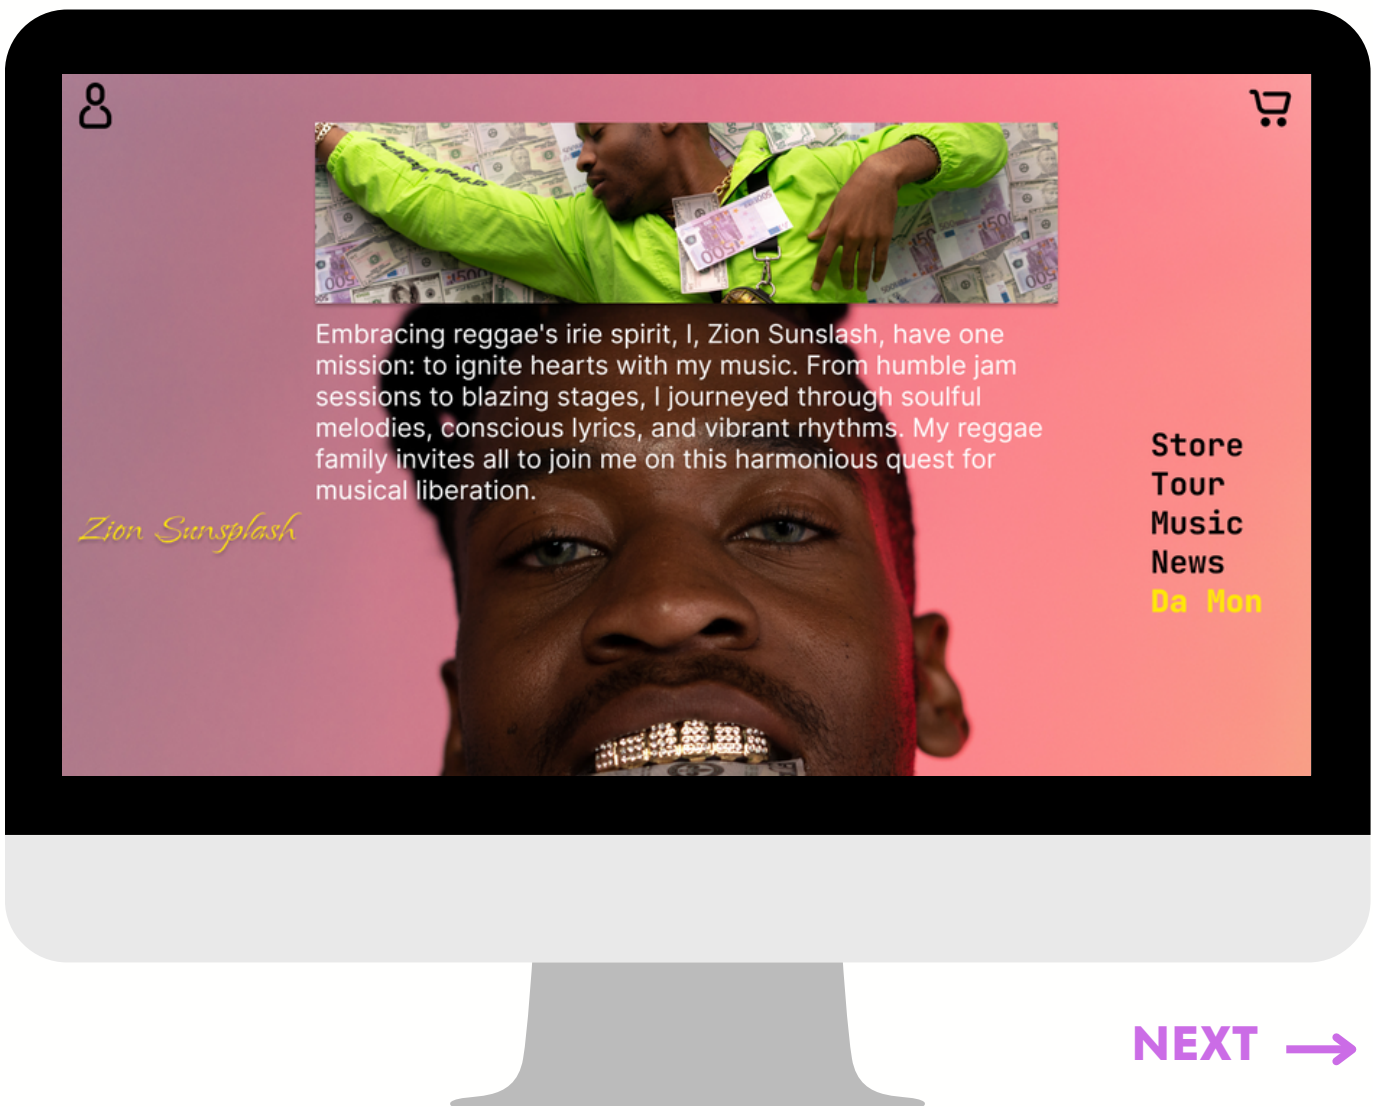 Embracing reggae's irie spirit, I, Zion Sunslash, have one
mission: to ignite hearts with my music. From humble jam
sessions to blazing stages, I journeyed through soulful
melodies, conscious lyrics, and vibrant rhythms. My reggae
family invites all to join me on this harmonious quest for
musical liberation.
Zion Sunsplash
Store
Tour
Music
News
Da Mon
NEXT